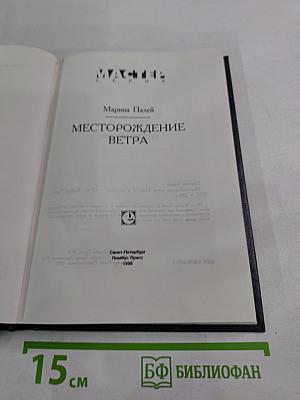 МАСТЕР
СЕРИЯ
Марина Палей
МЕСТОРОЖДЕНИЕ
ВЕТРА
Санкт-Петербург
Лимбус Пресс
1998
15 см
БФ БИБЛИОФАН